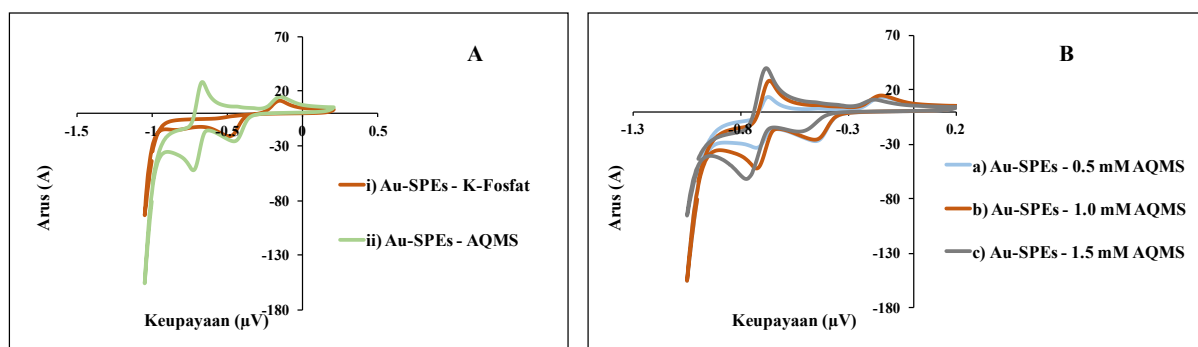 A
70
20
-30
-80
-130
-180
-1.5
-1
-0.5
0
0.5
Arus (A)
Keupayaan (µV)
i) Au-SPEs - K-Fosfat
ii) Au-SPEs - AQMS
B
70
20
-30
-80
-130
-180
-1.3
-0.8
-0.3
0.2
Arus (A)
Keupayaan (µV)
a) Au-SPEs - 0.5 mM AQMS
b) Au-SPEs - 1.0 mM AQMS
c) Au-SPEs - 1.5 mM AQMS